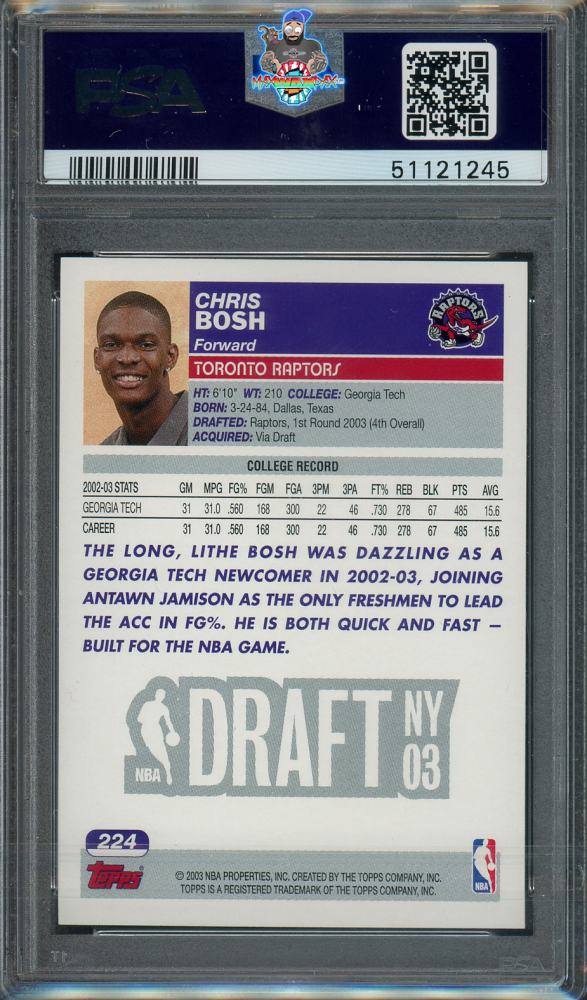 PSA
51121245
CHRIS
BOSH
Forward
RAPTORS
TORONTO RAPTORS
HT: 6'10" WT: 210 COLLEGE: Georgia Tech
BORN: 3-24-84, Dallas, Texas
DRAFTED: Raptors, 1st Round 2003 (4th Overall)
ACQUIRED: Via Draft
COLLEGE RECORD
2002-03 STATS GM MPG FG% FGM FGA 3PM 3PA FT% REB BLK PTS AVG
GEORGIA TECH 31 31.0 .560 168 300 22 46 .730 278 67 485 15.6
CAREER 31 31.0 .560 168 300 22 46 .730 278 67 485 15.6
THE LONG, LITHE BOSH WAS DAZZLING AS A
GEORGIA TECH NEWCOMER IN 2002-03, JOINING
ANTAWN JAMISON AS THE ONLY FRESHMEN TO LEAD
THE ACC IN FG%. HE IS BOTH QUICK AND FAST –
BUILT FOR THE NBA GAME.
NBA DRAFT NY 03
224
Topps
© 2003 NBA PROPERTIES, INC. CREATED BY THE TOPPS COMPANY, INC.
TOPPS IS A REGISTERED TRADEMARK OF THE TOPPS COMPANY, INC.
NBA
PSA